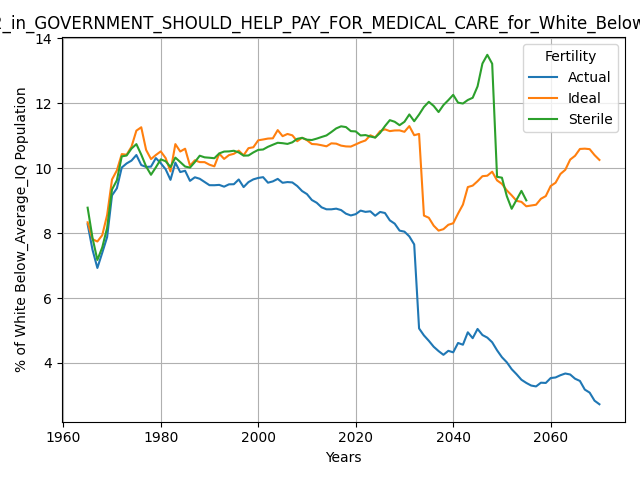 _in_GOVERNMENT_SHOULD_HELP_PAY_FOR_MEDICAL_CARE_for_White_Below
14
12
10
8
6
4
% of White Below_Average_IQ Population
Fertility
Actual
Ideal
Sterile
1960
1980
2000
2020
2040
2060
Years